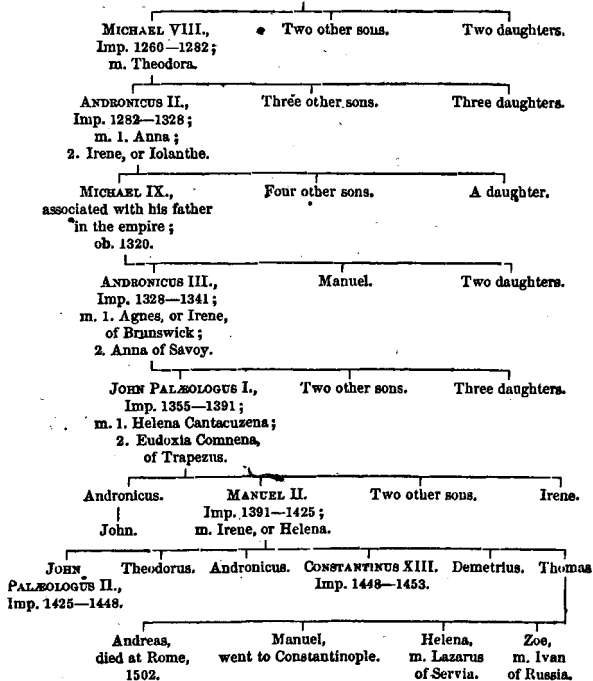 MICHAEL VIII., Two other sons. Two daughters.
Imp. 1260—1282;
m. Theodora.
ANDRONICUS II., Three other sons. Three daughters.
Imp. 1282—1328;
m. 1. Anna;
2. Irene, or Iolanthe.
MICHAEL IX., Four other sons. A daughter.
associated with his father
in the empire;
ob. 1320.
ANDRONICUS III., Manuel. Two daughters.
Imp. 1328—1341;
m. 1. Agnes, or Irene,
of Brunswick;
2. Anna of Savoy.
JOHN PALÆOLOGUS I., Two other sons. Three daughters.
Imp. 1355—1391;
m. 1. Helena Cantacuzena;
2. Eudoxia Comnena,
of Trapezus.
Andronicus. MANUEL II. Two other sons. Irene.
Imp. 1391—1425;
John. m. Irene, or Helena.
JOHN Theodorus. Andronicus. CONSTANTINUS XIII. Demetrius. Thomas
PALÆOLOGUS II., Imp. 1448—1453.
Imp. 1425—1448.
Andreas, Manuel, Helena, Zoe,
died at Rome, went to Constantinople. m. Lazarus m. Ivan
1502. of Servia. of Russia.